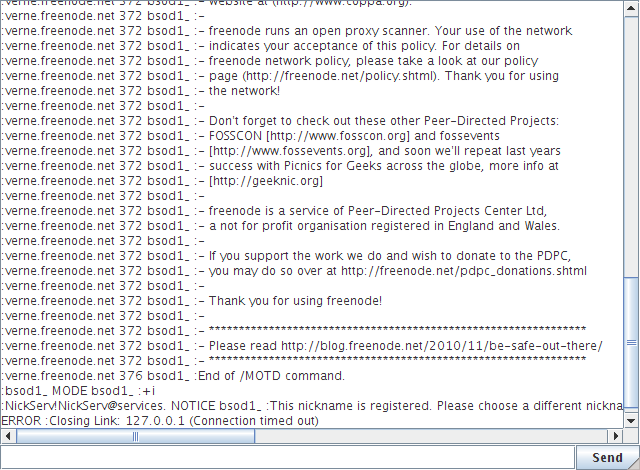 :verne.freenode.net 372 bsod1_ :- website at (http://www.coppa.org).
:verne.freenode.net 372 bsod1_ :-
:verne.freenode.net 372 bsod1_ :- freenode runs an open proxy scanner. Your use of the network
:verne.freenode.net 372 bsod1_ :- indicates your acceptance of this policy. For details on
:verne.freenode.net 372 bsod1_ :- freenode network policy, please take a look at our policy
:verne.freenode.net 372 bsod1_ :- page (http://freenode.net/policy.shtml). Thank you for using
:verne.freenode.net 372 bsod1_ :- the network!
:verne.freenode.net 372 bsod1_ :-
:verne.freenode.net 372 bsod1_ :- Don't forget to check out these other Peer-Directed Projects:
:verne.freenode.net 372 bsod1_ :- FOSSCON [http://www.fosscon.org] and fossevents
:verne.freenode.net 372 bsod1_ :- [http://www.fossevents.org], and soon we'll repeat last years
:verne.freenode.net 372 bsod1_ :- success with Picnics for Geeks across the globe, more info at
:verne.freenode.net 372 bsod1_ :- [http://geeknic.org]
:verne.freenode.net 372 bsod1_ :-
:verne.freenode.net 372 bsod1_ :- freenode is a service of Peer-Directed Projects Center Ltd,
:verne.freenode.net 372 bsod1_ :- a not for profit organisation registered in England and Wales.
:verne.freenode.net 372 bsod1_ :-
:verne.freenode.net 372 bsod1_ :- If you support the work we do and wish to donate to the PDPC,
:verne.freenode.net 372 bsod1_ :- you may do so over at http://freenode.net/pdpc_donations.shtml
:verne.freenode.net 372 bsod1_ :-
:verne.freenode.net 372 bsod1_ :- Thank you for using freenode!
:verne.freenode.net 372 bsod1_ :-
:verne.freenode.net 372 bsod1_ :- ***************************************************************
:verne.freenode.net 372 bsod1_ :- Please read http://blog.freenode.net/2010/11/be-safe-out-there/
:verne.freenode.net 372 bsod1_ :- ***************************************************************
:verne.freenode.net 376 bsod1_ :End of /MOTD command.
:bsod1_ MODE bsod1_ :+i
:NickServ!NickServ@services. NOTICE bsod1_ :This nickname is registered. Please choose a different nickna
ERROR :Closing Link: 127.0.0.1 (Connection timed out)
Send